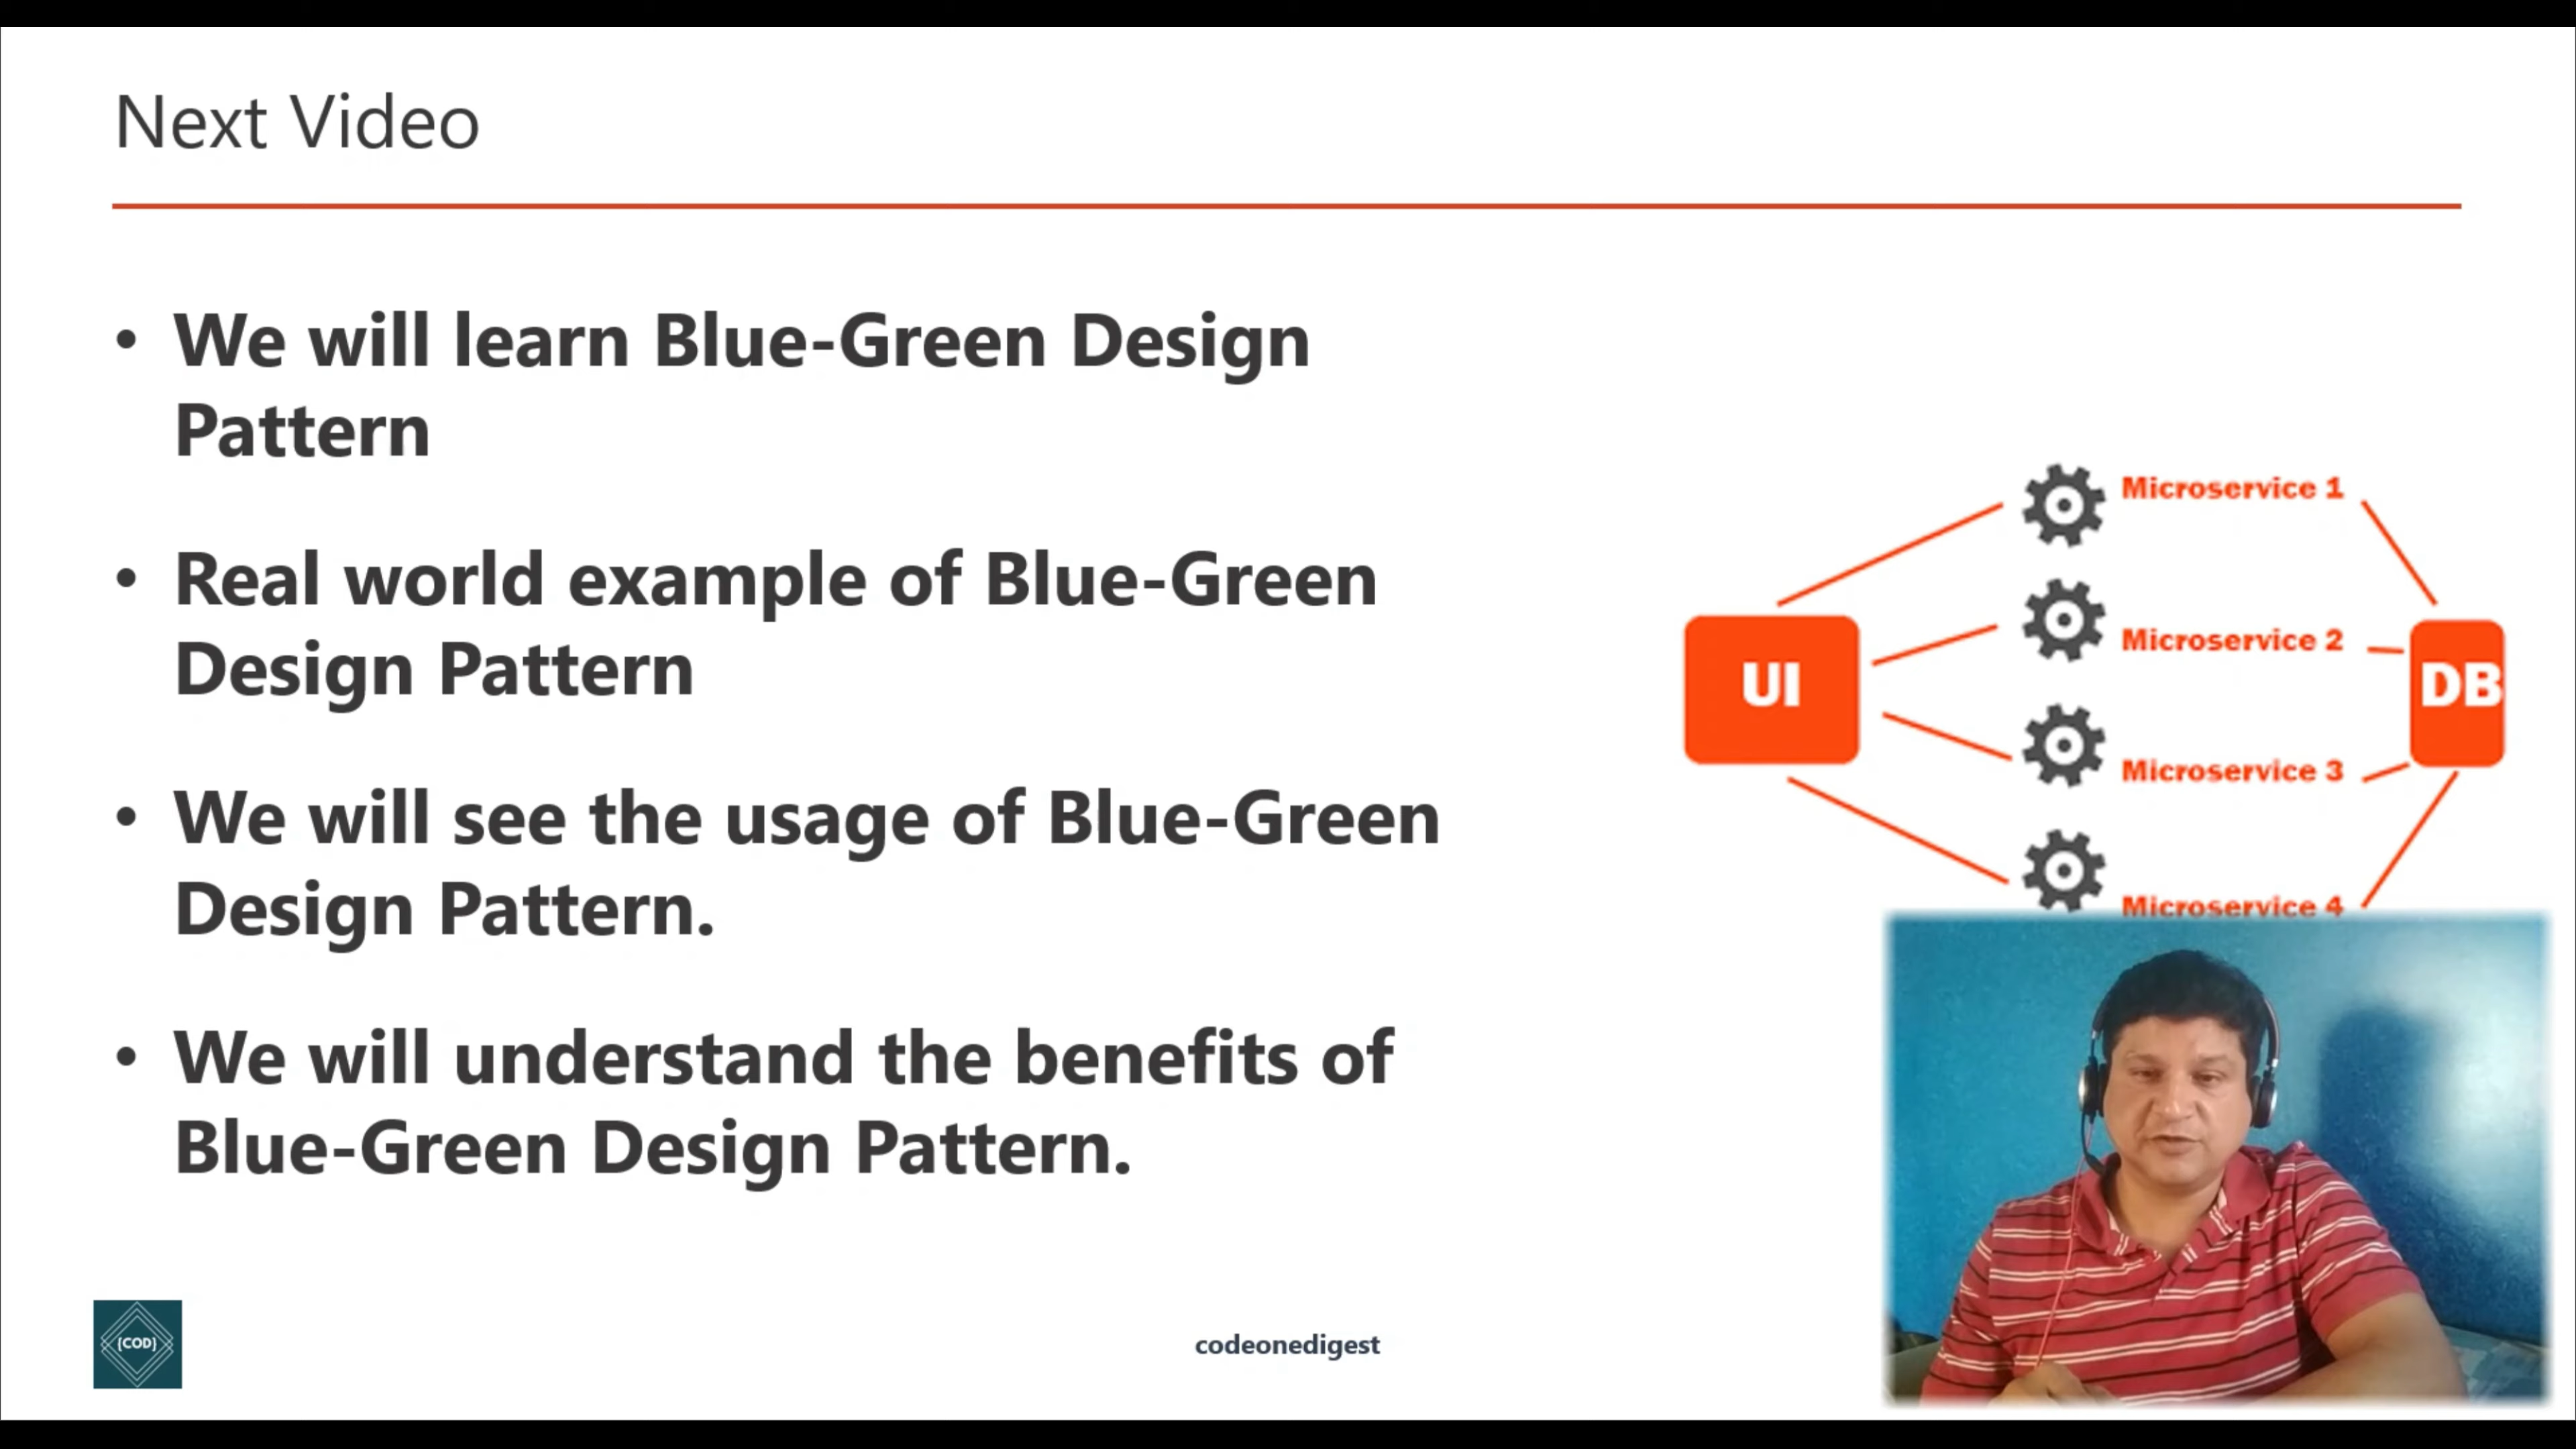 Next Video
• We will learn Blue-Green Design
Pattern
• Real world example of Blue-Green
Design Pattern
• We will see the usage of Blue-Green
Design Pattern.
• We will understand the benefits of
Blue-Green Design Pattern.
Microservice 1
Microservice 2
Microservice 3
Microservice 4
UI
DB
{COD}
codeonedigest